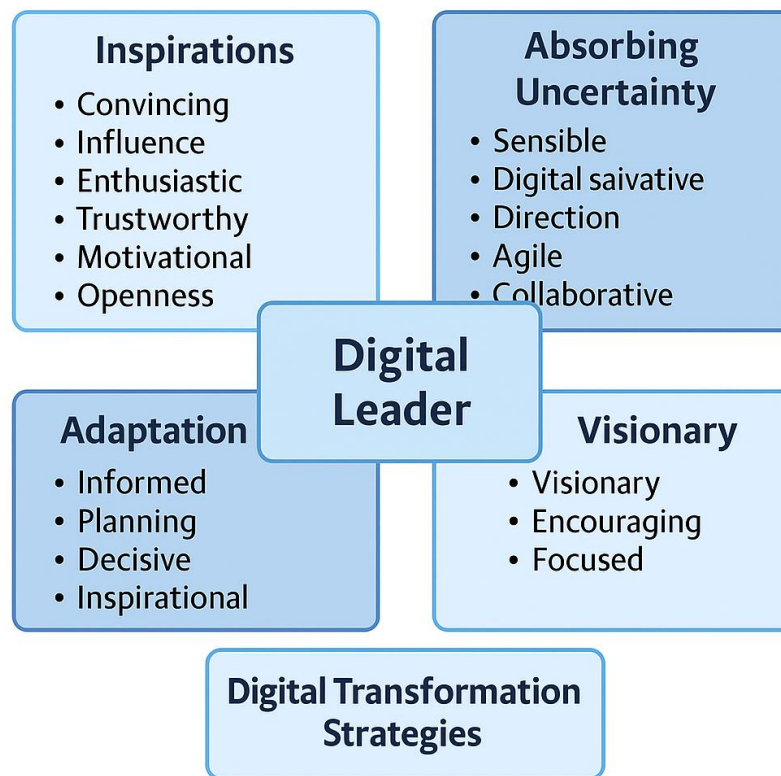 Inspirations
• Convincing
• Influence
• Enthusiastic
• Trustworthy
• Motivational
• Openness
Absorbing
Uncertainty
• Sensible
• Digital saivative
• Direction
• Agile
• Collaborative
Digital
Leader
Adaptation
• Informed
• Planning
• Decisive
• Inspirational
Visionary
• Visionary
• Encouraging
• Focused
Digital Transformation
Strategies